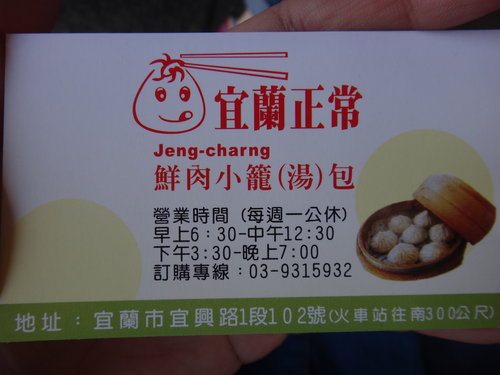 宜蘭正常
Jeng-charng
鮮肉小籠(湯)包
營業時間 (每週一公休)
早上6:30-中午12:30
下午3:30-晚上7:00
訂購專線:03-9315932
地址:宜蘭市宜興路1段102號(火車站往南300公尺)